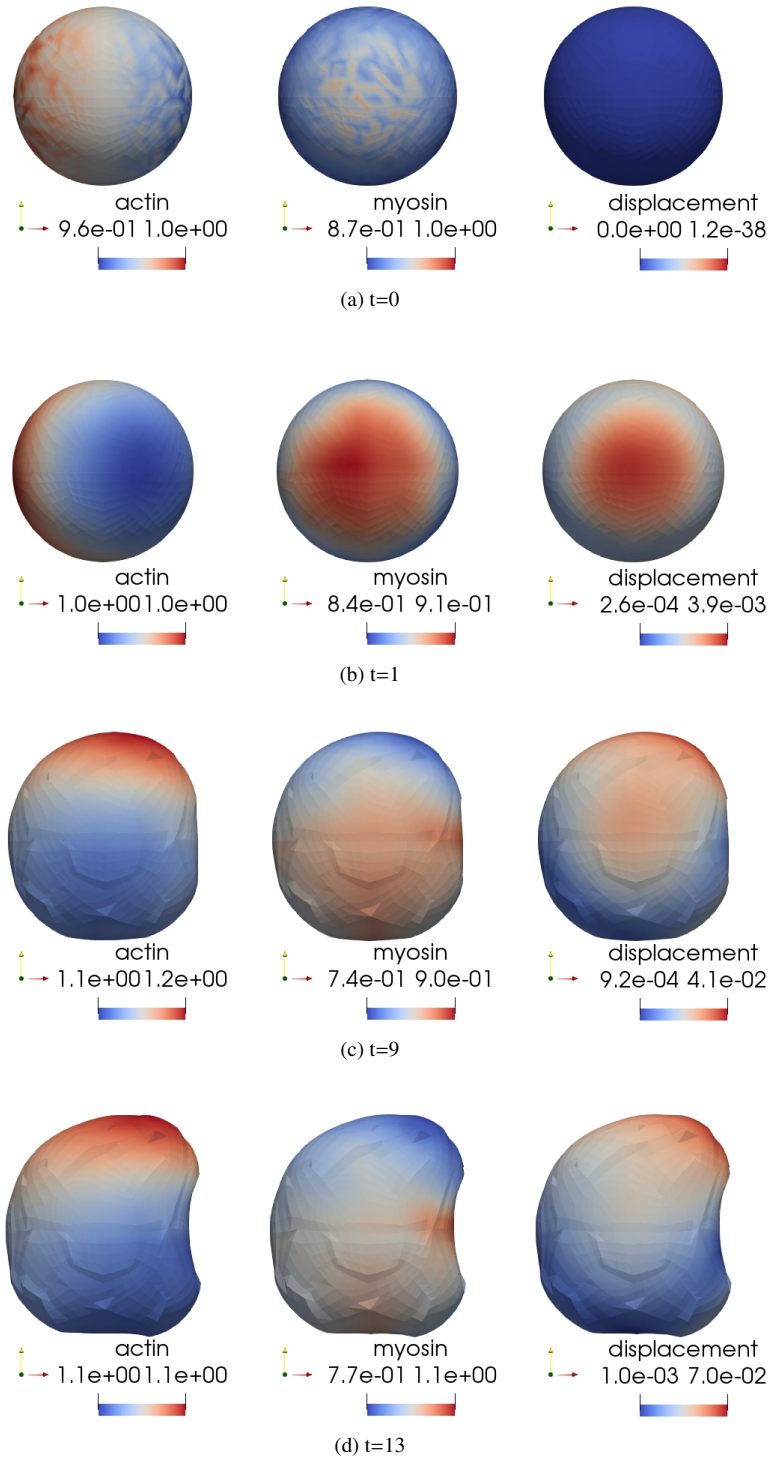 actin myosin displacement
9.6e-01 1.0e+00 8.7e-01 1.0e+00 0.0e+00 1.2e-38
(a) t=0
actin myosin displacement
1.0e+001.0e+00 8.4e-01 9.1e-01 2.6e-04 3.9e-03
(b) t=1
actin myosin displacement
1.1e+001.2e+00 7.4e-01 9.0e-01 9.2e-04 4.1e-02
(c) t=9
actin myosin displacement
1.1e+001.1e+00 7.7e-01 1.1e+00 1.0e-03 7.0e-02
(d) t=13